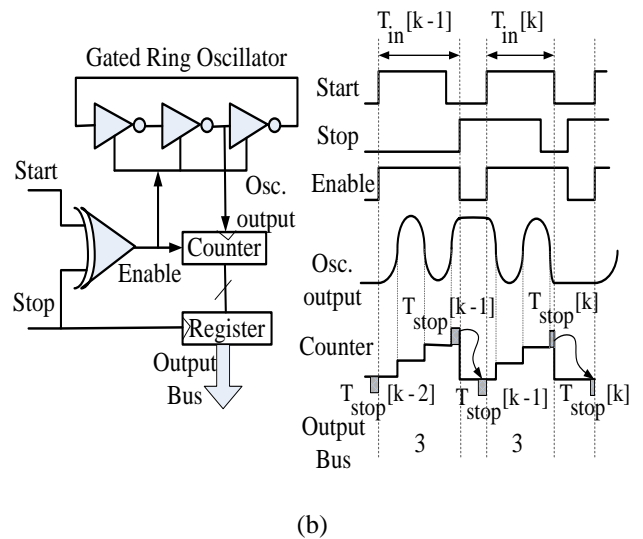 Gated Ring Oscillator
Start
Stop
Enable
Osc.
output
Counter
Register
Output
Bus
T_in[k-1]
T_in[k]
Start
Stop
Enable
Osc.
output
T_stop[k-1]
T_stop[k]
Counter
T_stop[k-2]
T_stop[k-1]
T_stop[k]
Output
Bus
3
3
(b)